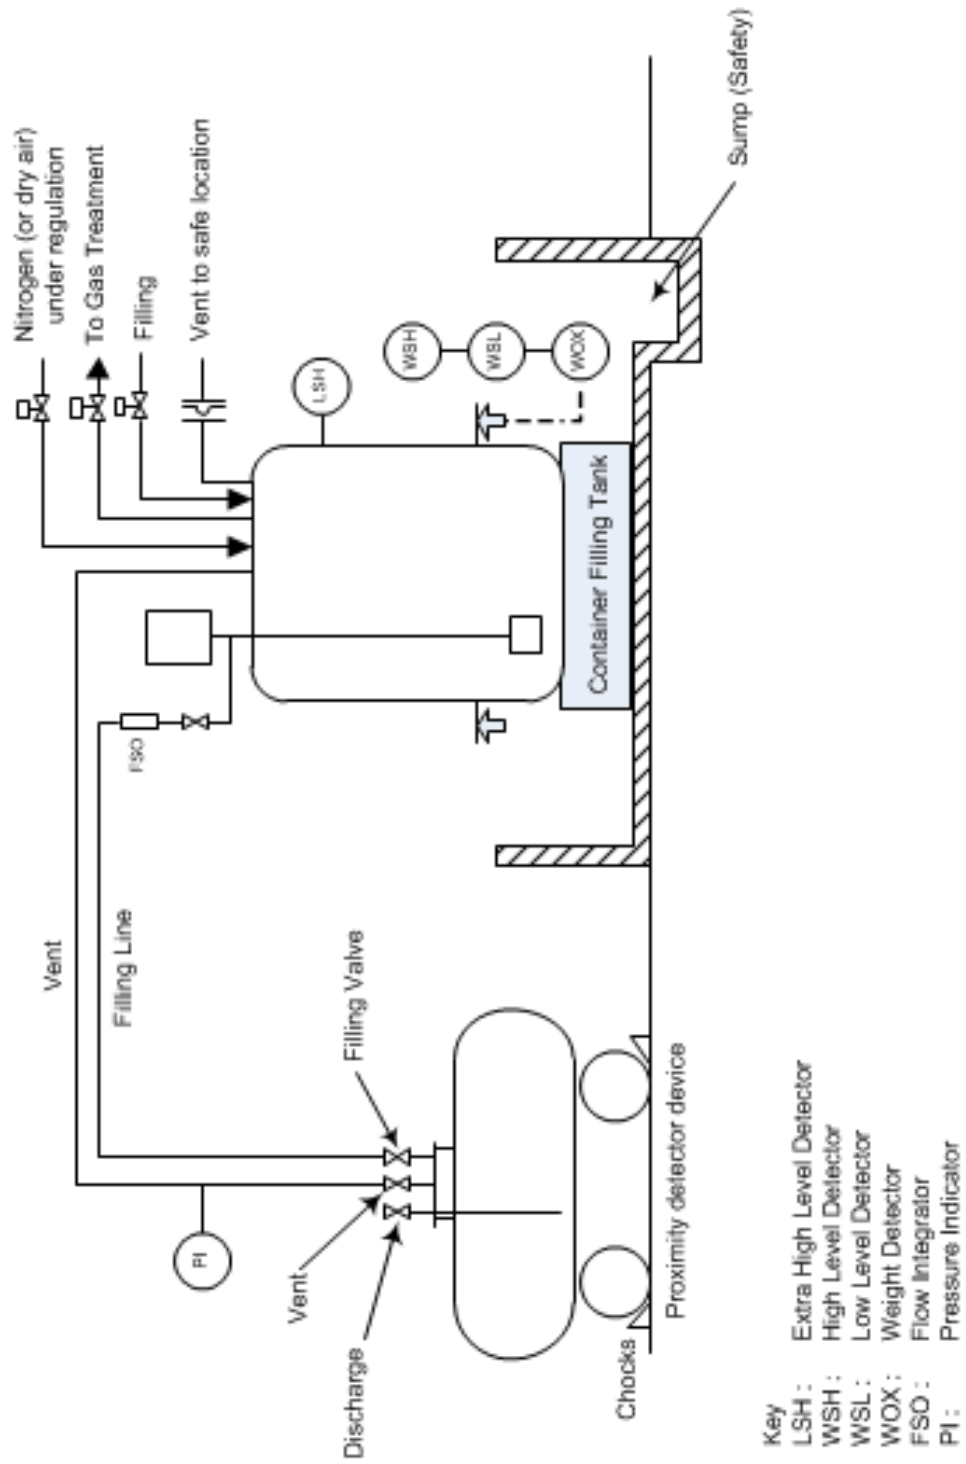 Nitrogen (or dry air)
under regulation
To Gas Treatment
Filling
Vent to safe location
LSH
WSH
WSL
WOX
Container Filling Tank
Sump (Safety)
FSO
Vent
Filling Line
Filling Valve
PI
Vent
Discharge
Chocks
Proximity detector device
Key
LSH : Extra High Level Detector
WSH : High Level Detector
WSL : Low Level Detector
WOX : Weight Detector
FSO : Flow Integrator
PI : Pressure Indicator